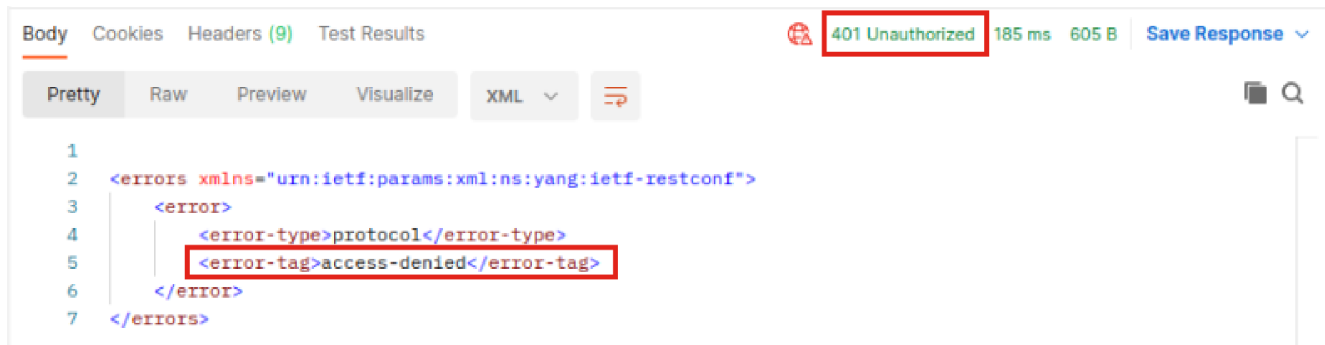 Body Cookies Headers (9) Test Results 401 Unauthorized 185 ms 605 B Save Response
Pretty Raw Preview Visualize XML
1
2 <errors xmlns="urn:ietf:params:xml:ns:yang:ietf-restconf">
3 <error>
4 <error-type>protocol</error-type>
5 <error-tag>access-denied</error-tag>
6 </error>
7 </errors>